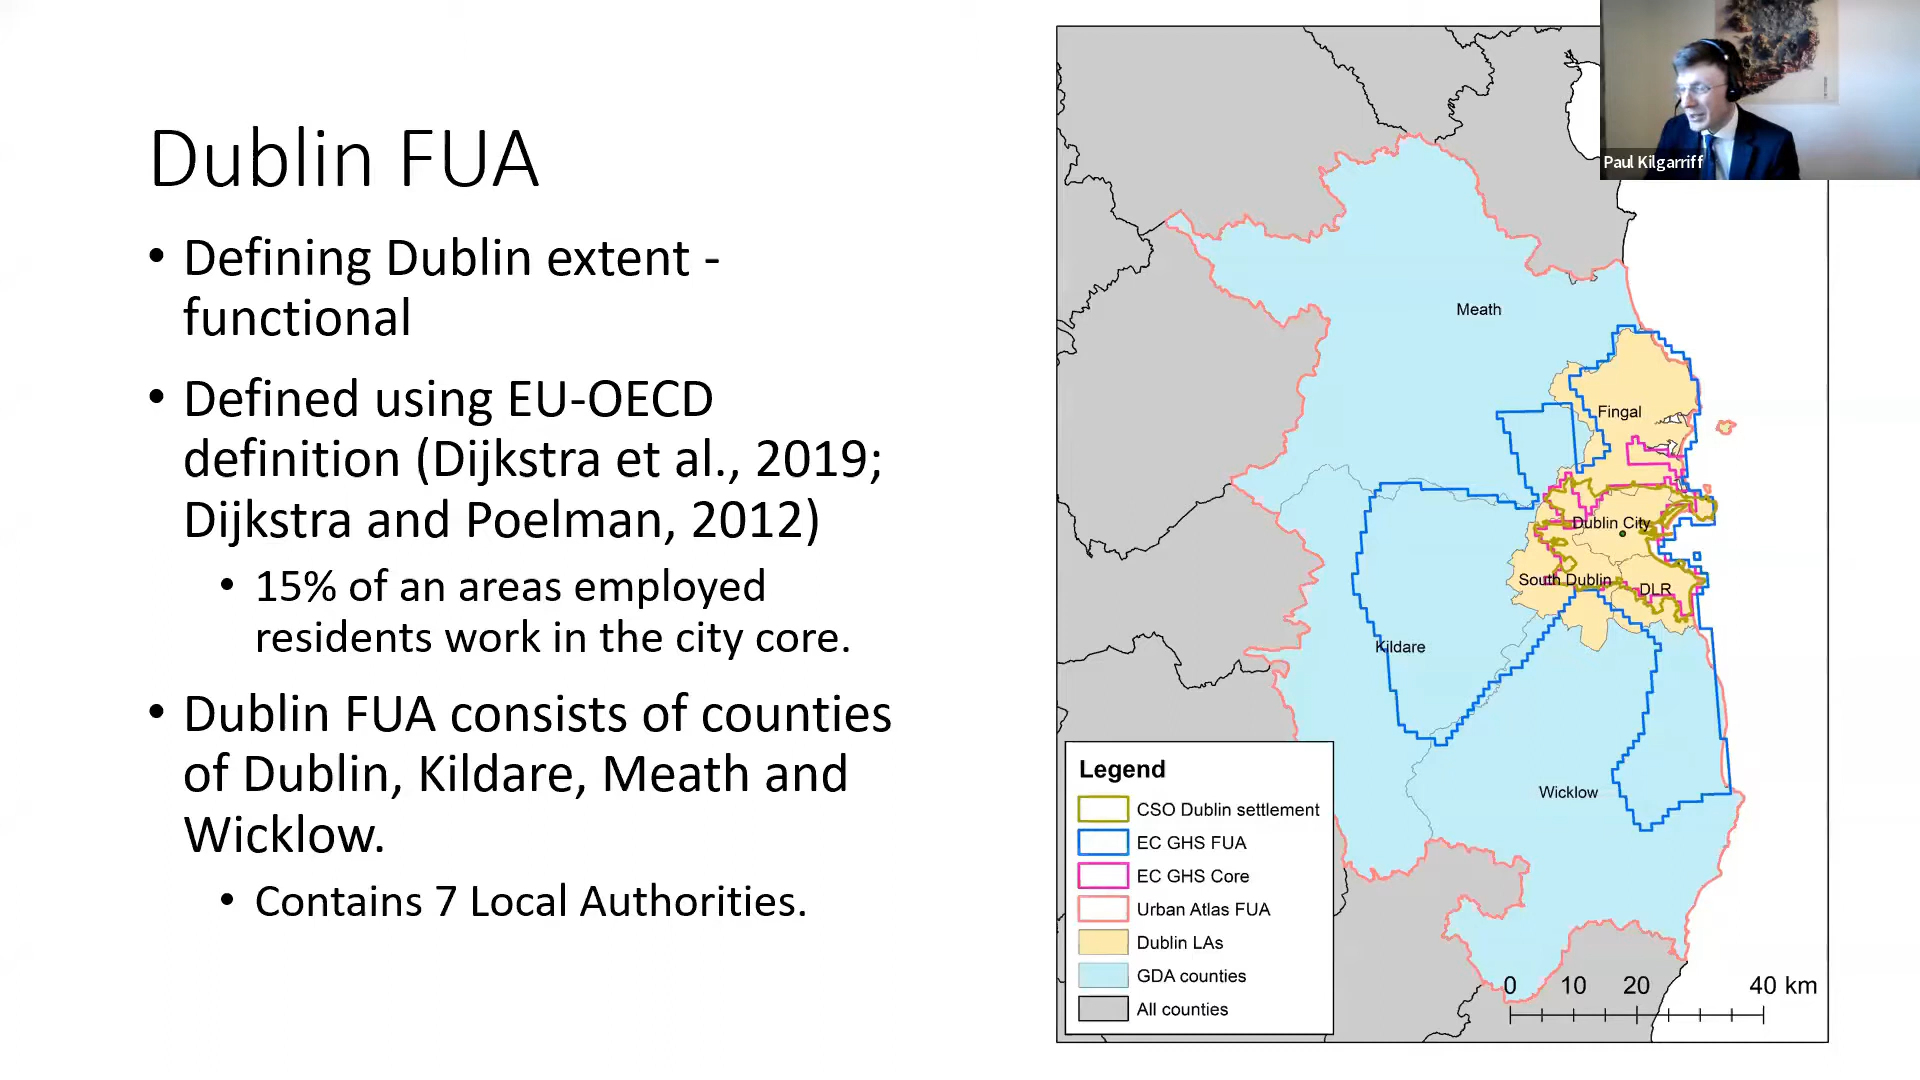 Dublin FUA
• Defining Dublin extent -
functional
• Defined using EU-OECD
definition (Dijkstra et al., 2019;
Dijkstra and Poelman, 2012)
• 15% of an areas employed
residents work in the city core.
• Dublin FUA consists of counties
of Dublin, Kildare, Meath and
Wicklow.
• Contains 7 Local Authorities.
Paul Kilgarriff
Meath
Fingal
Dublin City
South Dublin
DLR
Kildare
Wicklow
Legend
CSO Dublin settlement
EC GHS FUA
EC GHS Core
Urban Atlas FUA
Dublin LAs
GDA counties
All counties
0 10 20 40 km